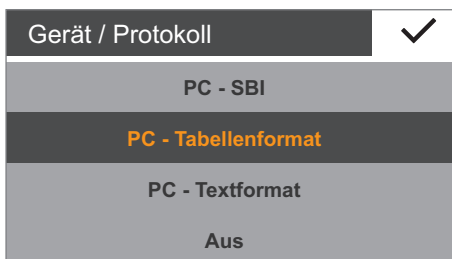 Gerät / Protokoll
PC - SBI
PC - Tabellenformat
PC - Textformat
Aus